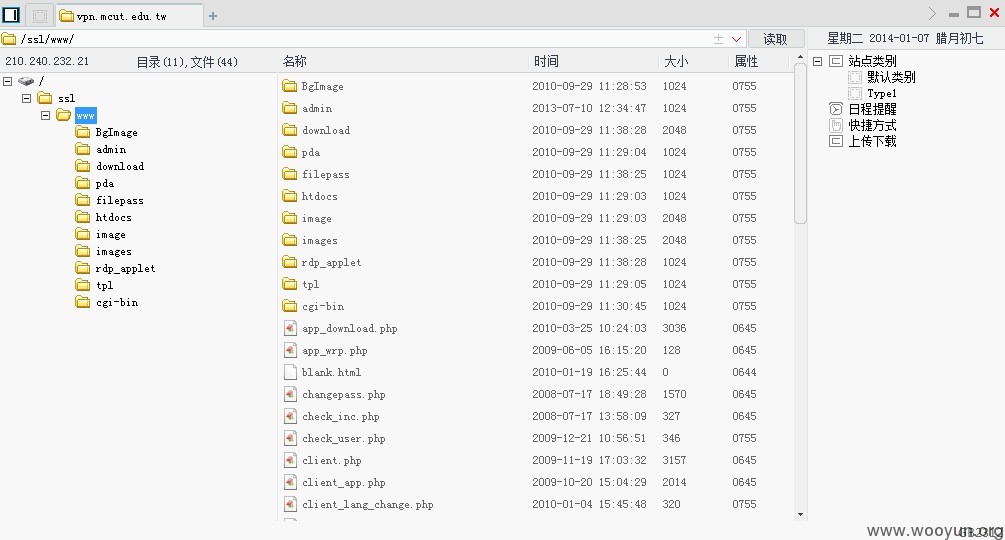 vpn.mcut.edu.tw
/ssl/www/ 读取 星期二 2014-01-07 腊月初七
210.240.232.21 目录(11),文件(44) 名称 时间 大小 属性
/
ssl
www
BgImage
admin
download
pda
filepass
htdocs
image
images
rdp_applet
tpl
cgi-bin
BgImage 2010-09-29 11:28:53 1024 0755
admin 2013-07-10 12:34:47 1024 0755
download 2010-09-29 11:38:28 2048 0755
pda 2010-09-29 11:29:04 1024 0755
filepass 2010-09-29 11:38:25 1024 0755
htdocs 2010-09-29 11:29:03 1024 0755
image 2010-09-29 11:29:03 2048 0755
images 2010-09-29 11:38:25 2048 0755
rdp_applet 2010-09-29 11:38:28 1024 0755
tpl 2010-09-29 11:29:05 1024 0755
cgi-bin 2010-09-29 11:30:45 1024 0755
app_download.php 2010-03-25 10:24:03 3036 0645
app_wrp.php 2009-06-05 16:15:20 128 0645
blank.html 2010-01-19 16:25:44 0 0644
changepass.php 2008-07-17 18:49:28 1570 0645
check_inc.php 2008-07-17 13:58:09 327 0645
check_user.php 2009-12-21 10:56:51 346 0755
client.php 2009-11-19 17:03:32 3157 0645
client_app.php 2009-10-20 15:04:29 2014 0645
client_lang_change.php 2010-01-04 15:45:48 320 0755
站点类别
默认类别
Type1
日程提醒
快捷方式
上传下载
www.wooyun.org
GB2312